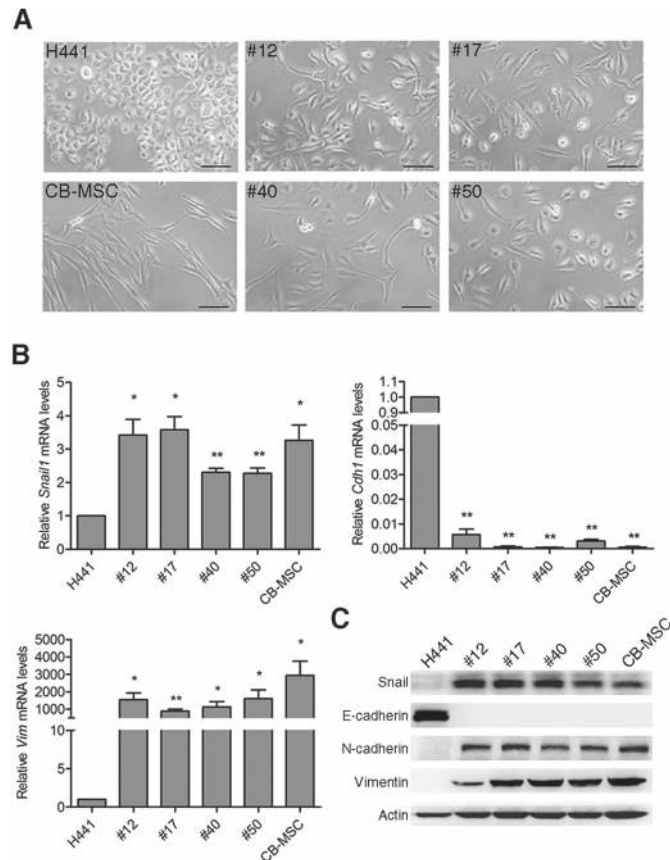 A
H441
#12
#17
CB-MSC
#40
#50
B
Relative Snail1 mRNA levels
5
4
3
2
1
0
* * ** ** *
H441 #12 #17 #40 #50 CB-MSC
Relative Cdh1 mRNA levels
1.1
1.0
0.9
0.05
0.04
0.03
0.02
0.01
0.00
** ** ** ** **
H441 #12 #17 #40 #50 CB-MSC
Relative Vim mRNA levels
5000
4000
3000
2000
1000
10
5
0
* ** * * *
H441 #12 #17 #40 #50 CB-MSC
C
H441 #12 #17 #40 #50 CB-MSC
Snail
E-cadherin
N-cadherin
Vimentin
Actin